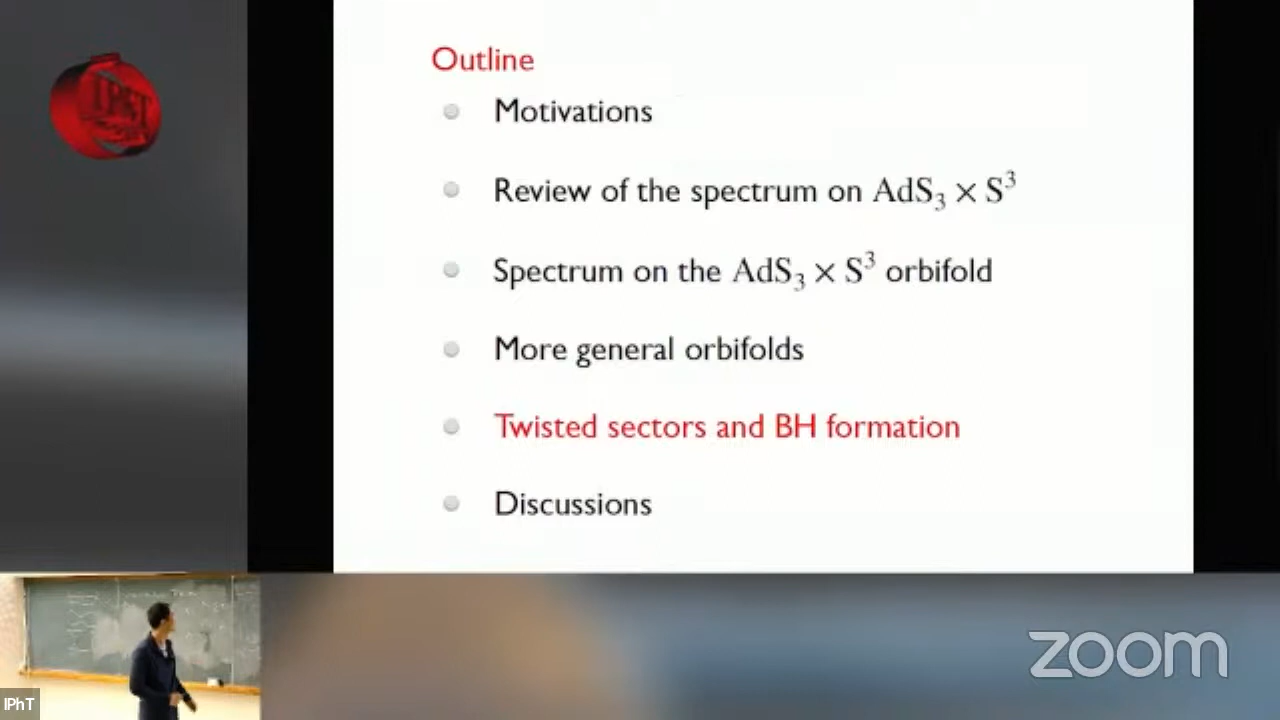 Outline
Motivations
Review of the spectrum on AdS₃ × S³
Spectrum on the AdS₃ × S³ orbifold
More general orbifolds
Twisted sectors and BH formation
Discussions
zoom
IPhT